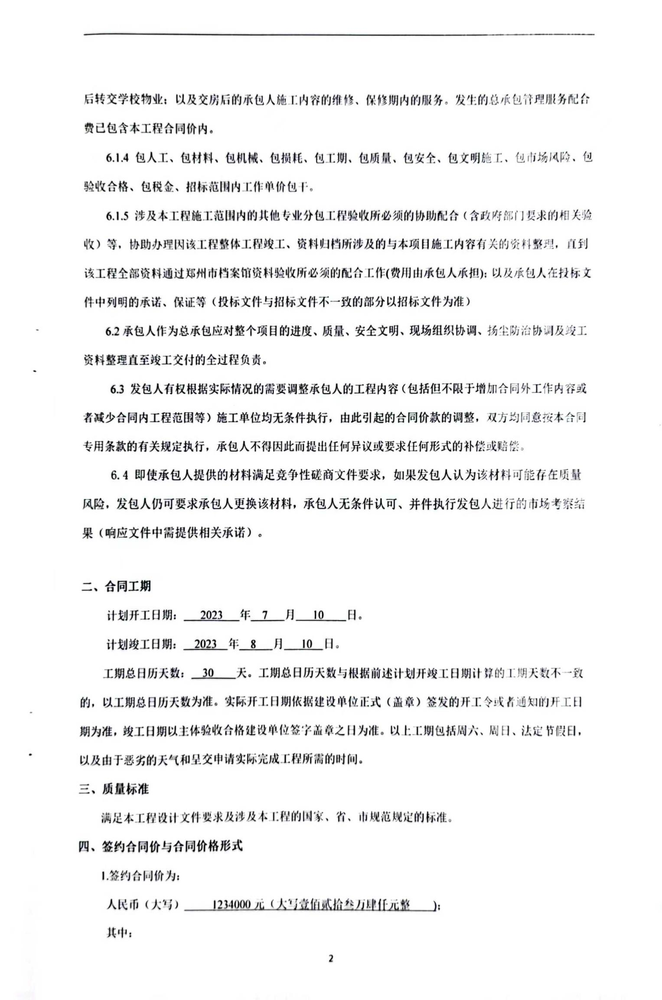 后转交学校物业；以及交房后的承包人施工内容的维修、保修期内的服务。发生的总承包管理服务配合
费已包含本工程合同价内。
6.1.4 包人工、包材料、包机械、包损耗、包工期、包质量、包安全、包文明施工、包市场风险、包
验收合格、包税金、招标范围内工作单价包干。
6.1.5 涉及本工程施工范围内的其他专业分包工程验收所必须的协助配合（含政府部门要求的相关验
收）等，协助办理因该工程整体工程竣工、资料归档所涉及的与本项目施工内容有关的资料整理，直到
该工程全部资料通过郑州市档案馆资料验收所必须的配合工作(费用由承包人承担)；以及承包人在投标文
件中列明的承诺、保证等（投标文件与招标文件不一致的部分以招标文件为准）
6.2 承包人作为总承包应对整个项目的进度、质量、安全文明、现场组织协调、扬尘防治协调及竣工
资料整理直至竣工交付的全过程负责。
6.3 发包人有权根据实际情况的需要调整承包人的工程内容（包括但不限于增加合同外工作内容或
者减少合同内工程范围等）施工单位均无条件执行，由此引起的合同价款的调整，双方均同意按本合同
专用条款的有关规定执行，承包人不得因此而提出任何异议或要求任何形式的补偿或赔偿。
6.4 即使承包人提供的材料满足竞争性磋商文件要求，如果发包人认为该材料可能存在质量
风险，发包人仍可要求承包人更换该材料，承包人无条件认可、并件执行发包人进行的市场考察结
果（响应文件中需提供相关承诺）。
二、合同工期
计划开工日期： 2023 年 7 月 10 日。
计划竣工日期： 2023 年 8 月 10 日。
工期总日历天数： 30 天。工期总日历天数与根据前述计划开竣工日期计算的工期天数不一致
的，以工期总日历天数为准。实际开工日期依据建设单位正式（盖章）签发的开工令或者通知的开工日
期为准，竣工日期以主体验收合格建设单位签字盖章之日为准。以上工期包括周六、周日、法定节假日，
以及由于恶劣的天气和呈交申请实际完成工程所需的时间。
三、质量标准
满足本工程设计文件要求及涉及本工程的国家、省、市规范规定的标准。
四、签约合同价与合同价格形式
1.签约合同价为:
人民币（大写） 1234000 元（大写壹佰贰拾叁万肆仟元整 );
其中:
2